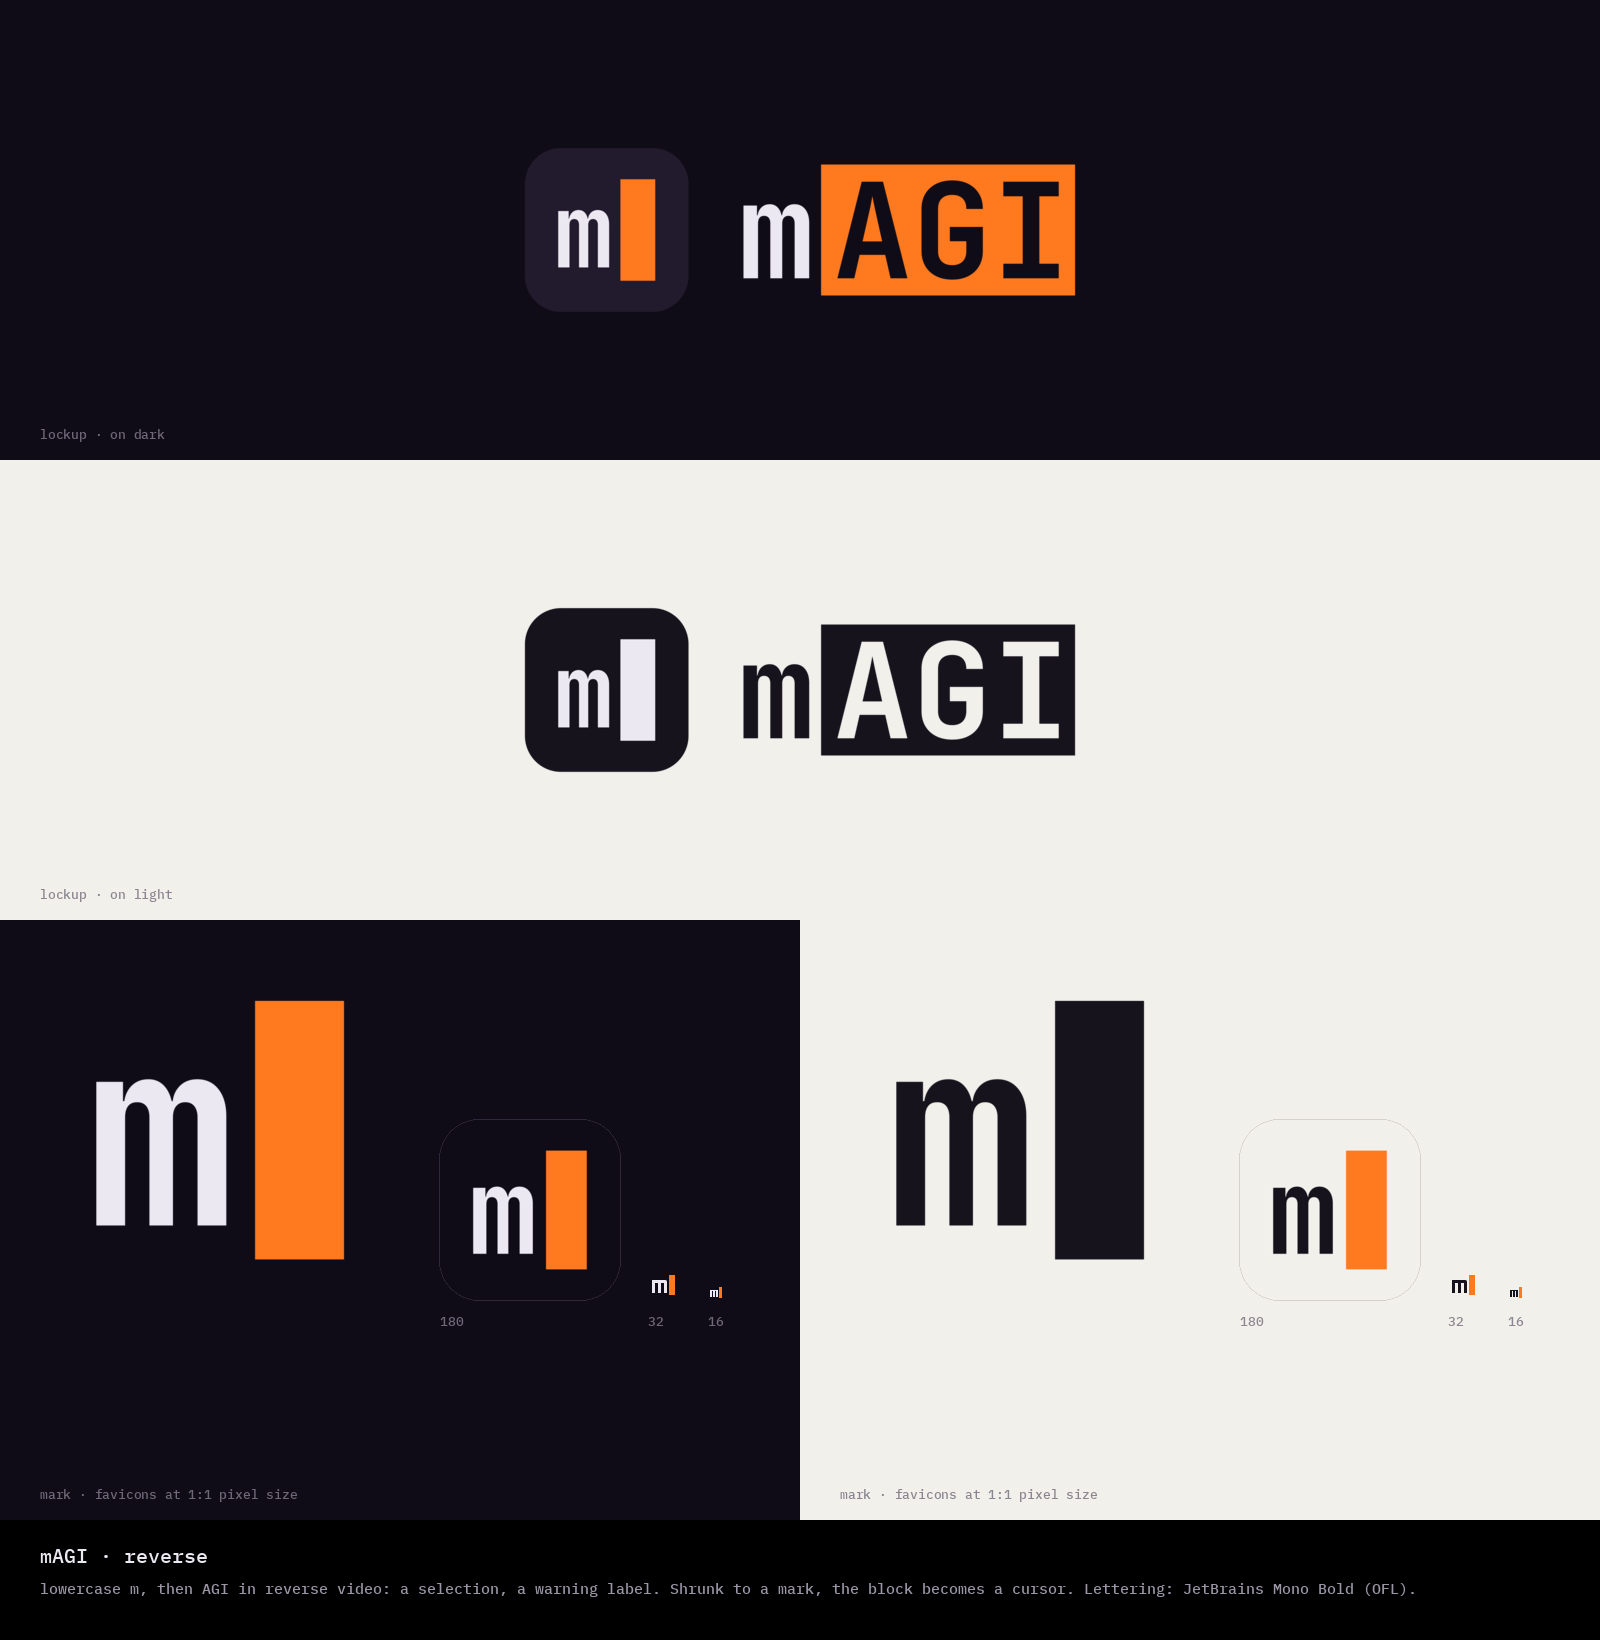 m
mAGI
lockup · on dark
m
mAGI
lockup · on light
m
m
m
m
180
32
16
mark · favicons at 1:1 pixel size
m
m
m
m
180
32
16
mark · favicons at 1:1 pixel size
mAGI · reverse
lowercase m, then AGI in reverse video: a selection, a warning label. Shrunk to a mark, the block becomes a cursor. Lettering: JetBrains Mono Bold (OFL).